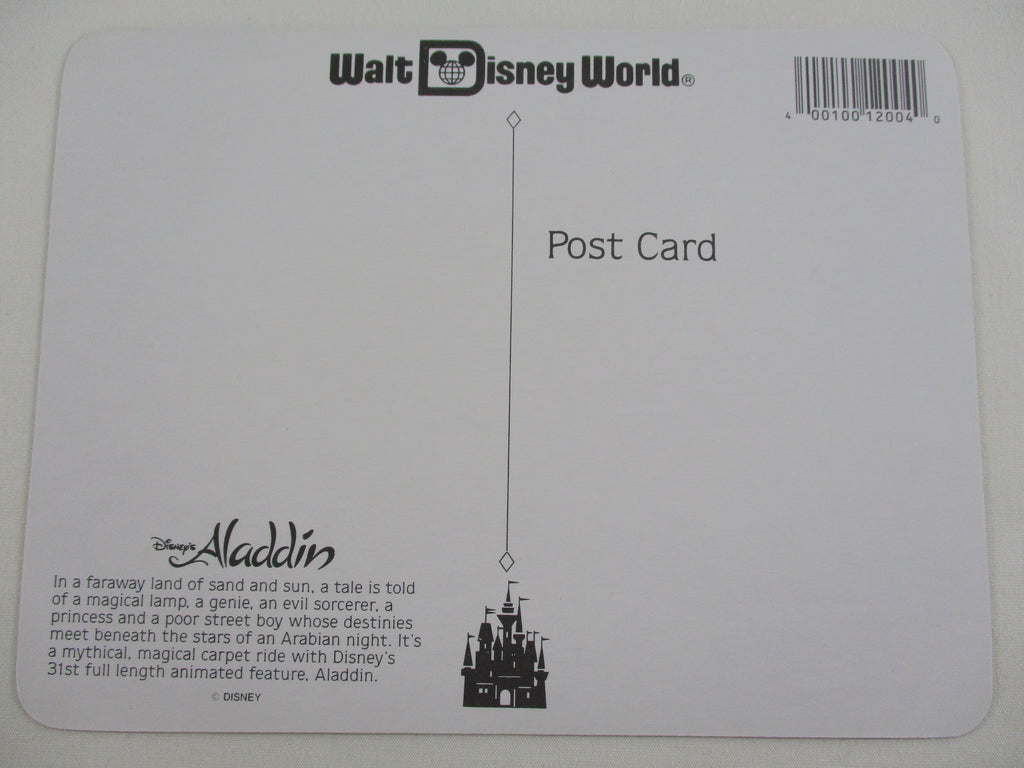 Walt Disney World®
4 00100 12004 0
Post Card
Disney's Aladdin
In a faraway land of sand and sun, a tale is told
of a magical lamp, a genie, an evil sorcerer, a
princess and a poor street boy whose destinies
meet beneath the stars of an Arabian night. It's
a mythical, magical carpet ride with Disney's
31st full length animated feature, Aladdin.
© DISNEY